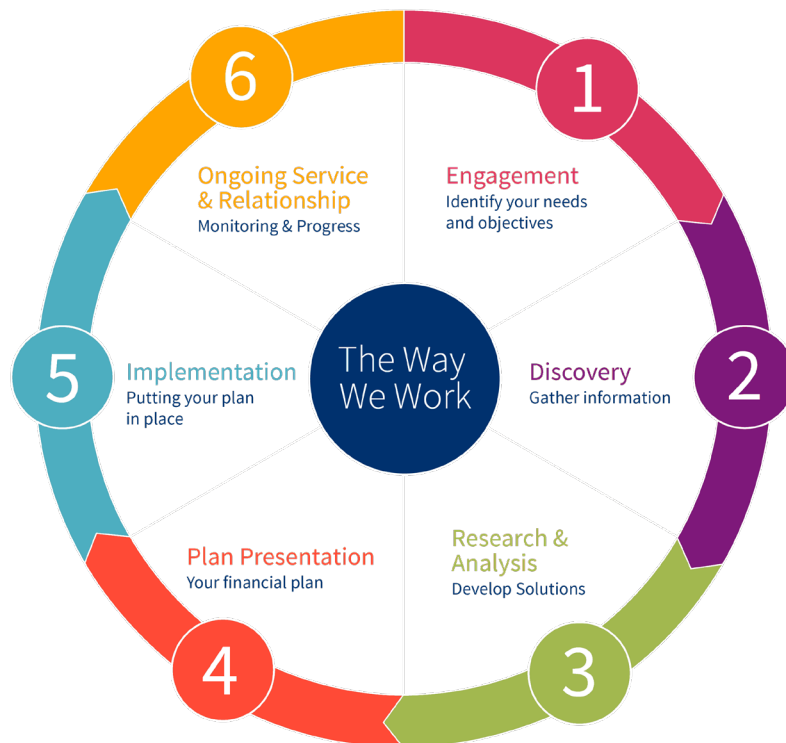 The Way
We Work
1
Engagement
Identify your needs
and objectives
2
Discovery
Gather information
3
Research &
Analysis
Develop Solutions
4
Plan Presentation
Your financial plan
5
Implementation
Putting your plan
in place
6
Ongoing Service
& Relationship
Monitoring & Progress